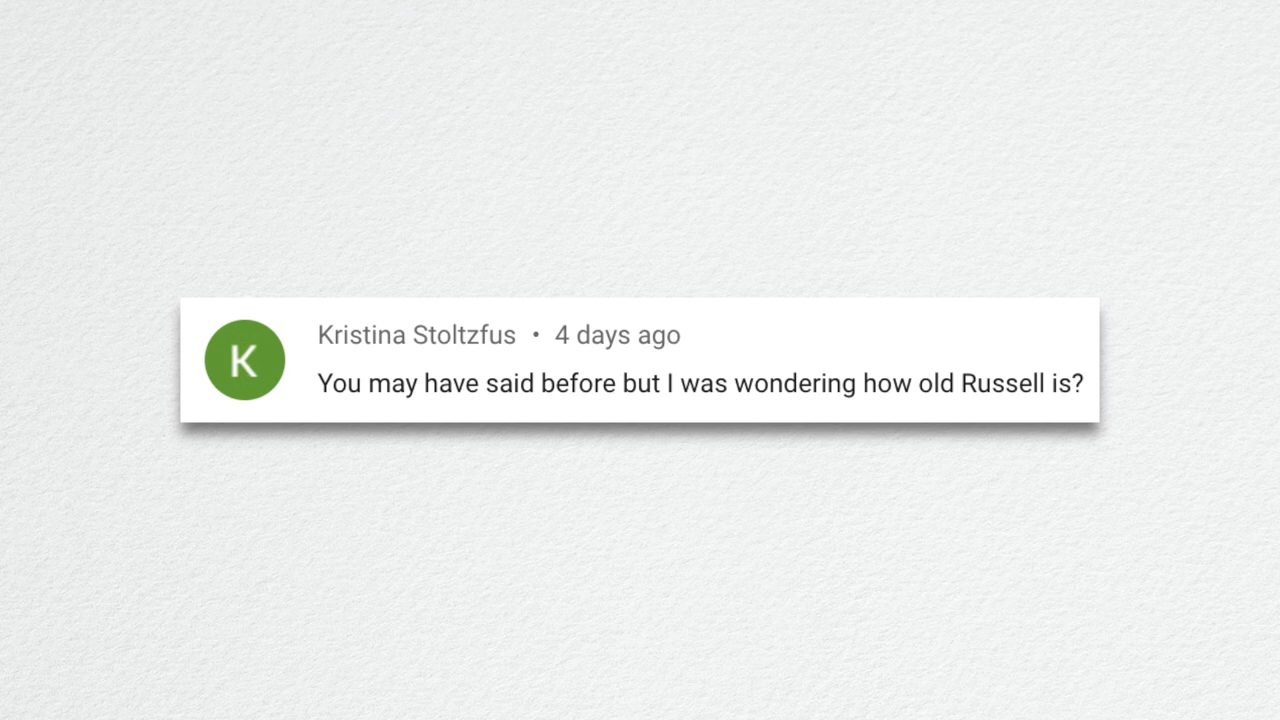 K
Kristina Stoltzfus • 4 days ago
You may have said before but I was wondering how old Russell is?